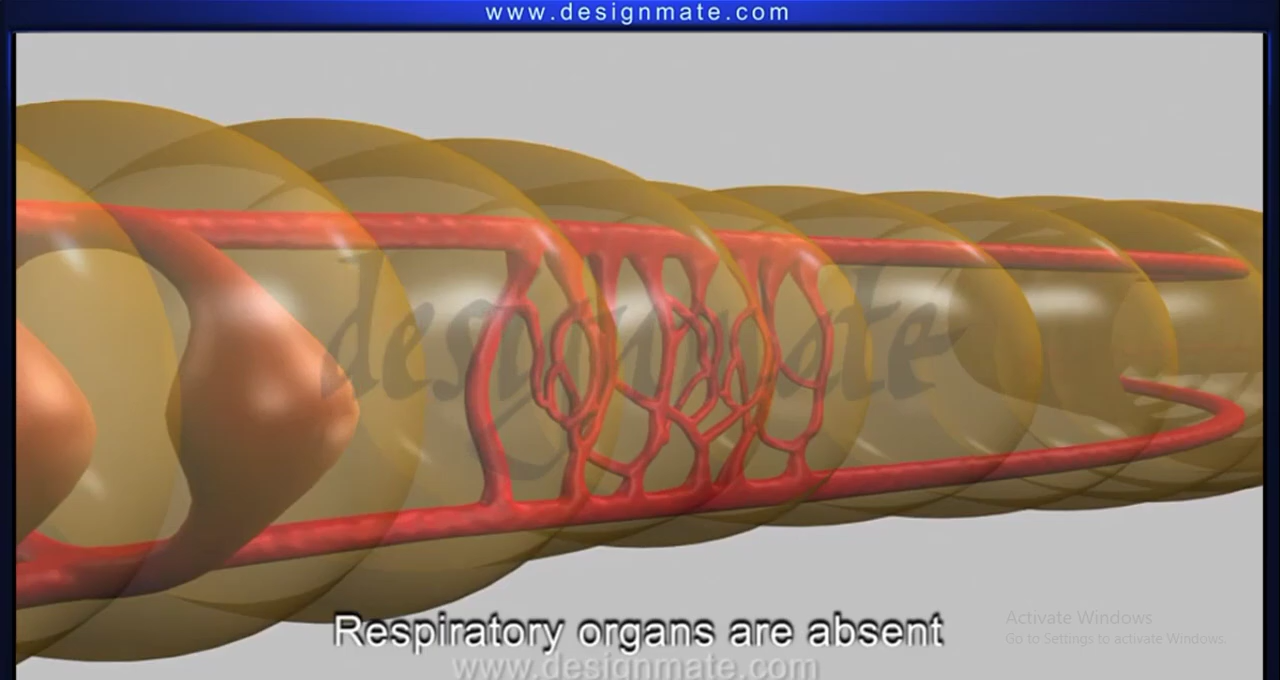 www.designmate.com
designmate
Respiratory organs are absent
www.designmate.com
Activate Windows
Go to Settings to activate Windows.